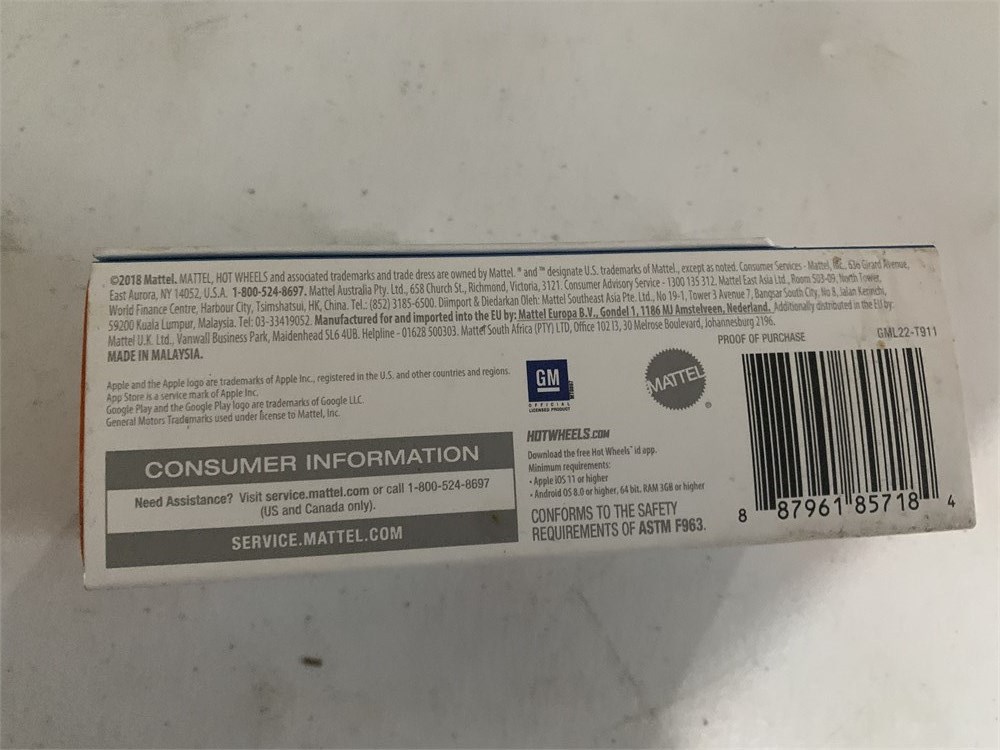 ©2018 Mattel. MATTEL, HOT WHEELS and associated trademarks and trade dress are owned by Mattel. ® and ™ designate U.S. trademarks of Mattel, except as noted. Consumer Services - Mattel, Inc., 636 Girard Avenue,
East Aurora, NY 14052, U.S.A. 1-800-524-8697. Mattel Australia Pty. Ltd., 658 Church St., Richmond, Victoria, 3121. Consumer Advisory Service - 1300 135 312. Mattel East Asia Ltd., Room 503-09, North Tower,
World Finance Centre, Harbour City, Tsimshatsui, HK, China. Tel.: (852) 3185-6500. Diimport & Diedarkan Oleh: Mattel Southeast Asia Pte. Ltd., No 19-1, Tower 3 Avenue 7, Bangsar South City, No 8, Jalan Kerinchi,
59200 Kuala Lumpur, Malaysia. Tel: 03-33419052. Manufactured for and imported into the EU by: Mattel Europa B.V., Gondel 1, 1186 MJ Amstelveen, Nederland. Additionally distributed in the EU by:
Mattel U.K. Ltd., Vanwall Business Park, Maidenhead SL6 4UB. Helpline - 01628 500303. Mattel South Africa (PTY) LTD, Office 102 I3, 30 Melrose Boulevard, Johannesburg 2196.
MADE IN MALAYSIA.
Apple and the Apple logo are trademarks of Apple Inc., registered in the U.S. and other countries and regions.
App Store is a service mark of Apple Inc.
Google Play and the Google Play logo are trademarks of Google LLC.
General Motors Trademarks used under license to Mattel, Inc.
CONSUMER INFORMATION
Need Assistance? Visit service.mattel.com or call 1-800-524-8697
(US and Canada only).
SERVICE.MATTEL.COM
GM
OFFICIAL
LICENSED PRODUCT
MATTEL
®
HOTWHEELS.COM
Download the free Hot Wheels™ id app.
Minimum requirements:
• Apple iOS 11 or higher
• Android OS 8.0 or higher, 64 bit, RAM 3GB or higher
CONFORMS TO THE SAFETY
REQUIREMENTS OF ASTM F963.
PROOF OF PURCHASE
GML22-T911
8 87961 85718 4